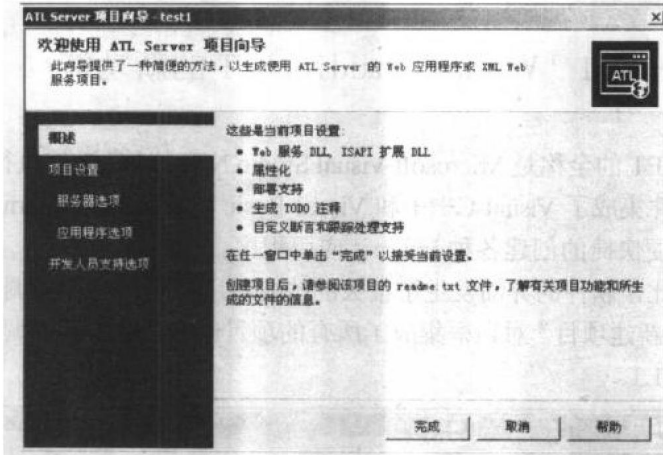 ATL Server 项目向导 - test1
欢迎使用 ATL Server 项目向导
此向导提供了一种简便的方法,以生成使用 ATL Server 的 Web 应用程序或 XML Web
服务项目。
ATL
概述
项目设置
服务器选项
应用程序选项
开发人员支持选项
这些是当前项目设置:
• Web 服务 DLL, ISAPI 扩展 DLL
• 属性化
• 部署支持
• 生成 TODO 注释
• 自定义断言和跟踪处理支持
在任一窗口中单击“完成”以接受当前设置。
创建项目后,请参阅该项目的 readme.txt 文件,了解有关项目功能和所生
成的文件的信息。
完成 取消 帮助